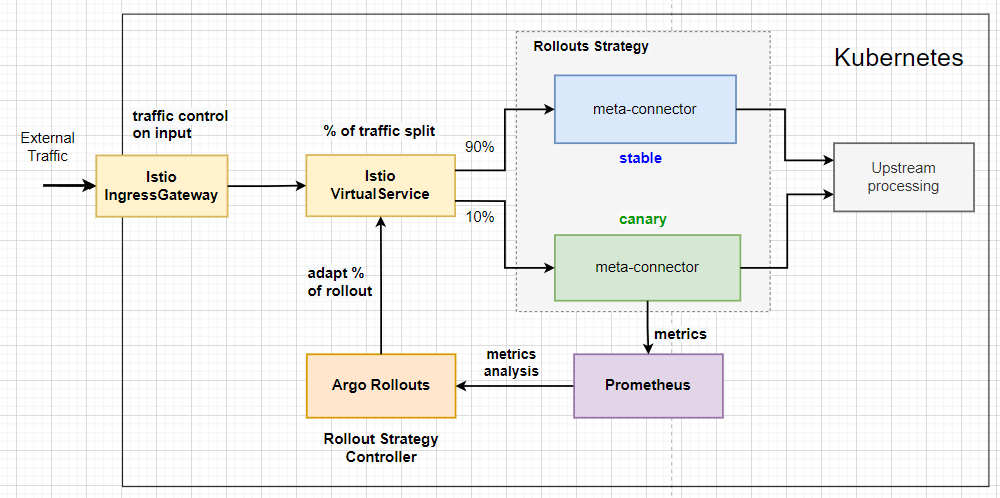 Rollouts Strategy
Kubernetes
meta-connector
stable
traffic control
on input
External
Traffic
% of traffic split
90%
Istio
IngressGateway
Istio
VirtualService
10%
Upstream
processing
canary
meta-connector
adapt %
of rollout
metrics
metrics
analysis
Argo Rollouts
Prometheus
Rollout Strategy
Controller